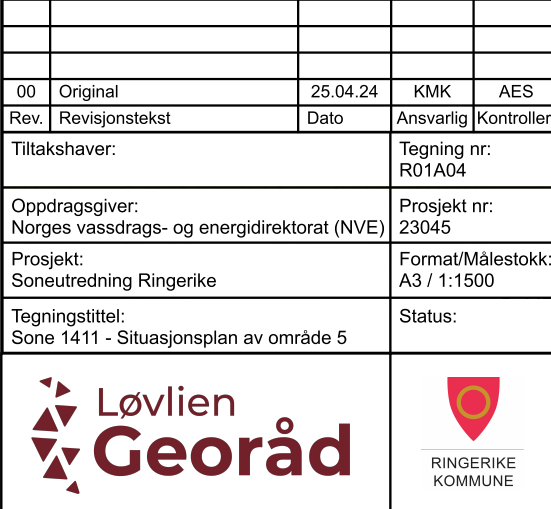 00 Original 25.04.24 KMK AES
Rev. Revisjonstekst Dato Ansvarlig Kontroller
Tiltakshaver:
Tegning nr:
R01A04
Oppdragsgiver:
Norges vassdrags- og energidirektorat (NVE)
Prosjekt nr:
23045
Prosjekt:
Soneutredning Ringerike
Format/Målestokk:
A3 / 1:1500
Tegningstittel:
Sone 1411 - Situasjonsplan av område 5
Status:
Løvlien
Georåd
RINGERIKE
KOMMUNE